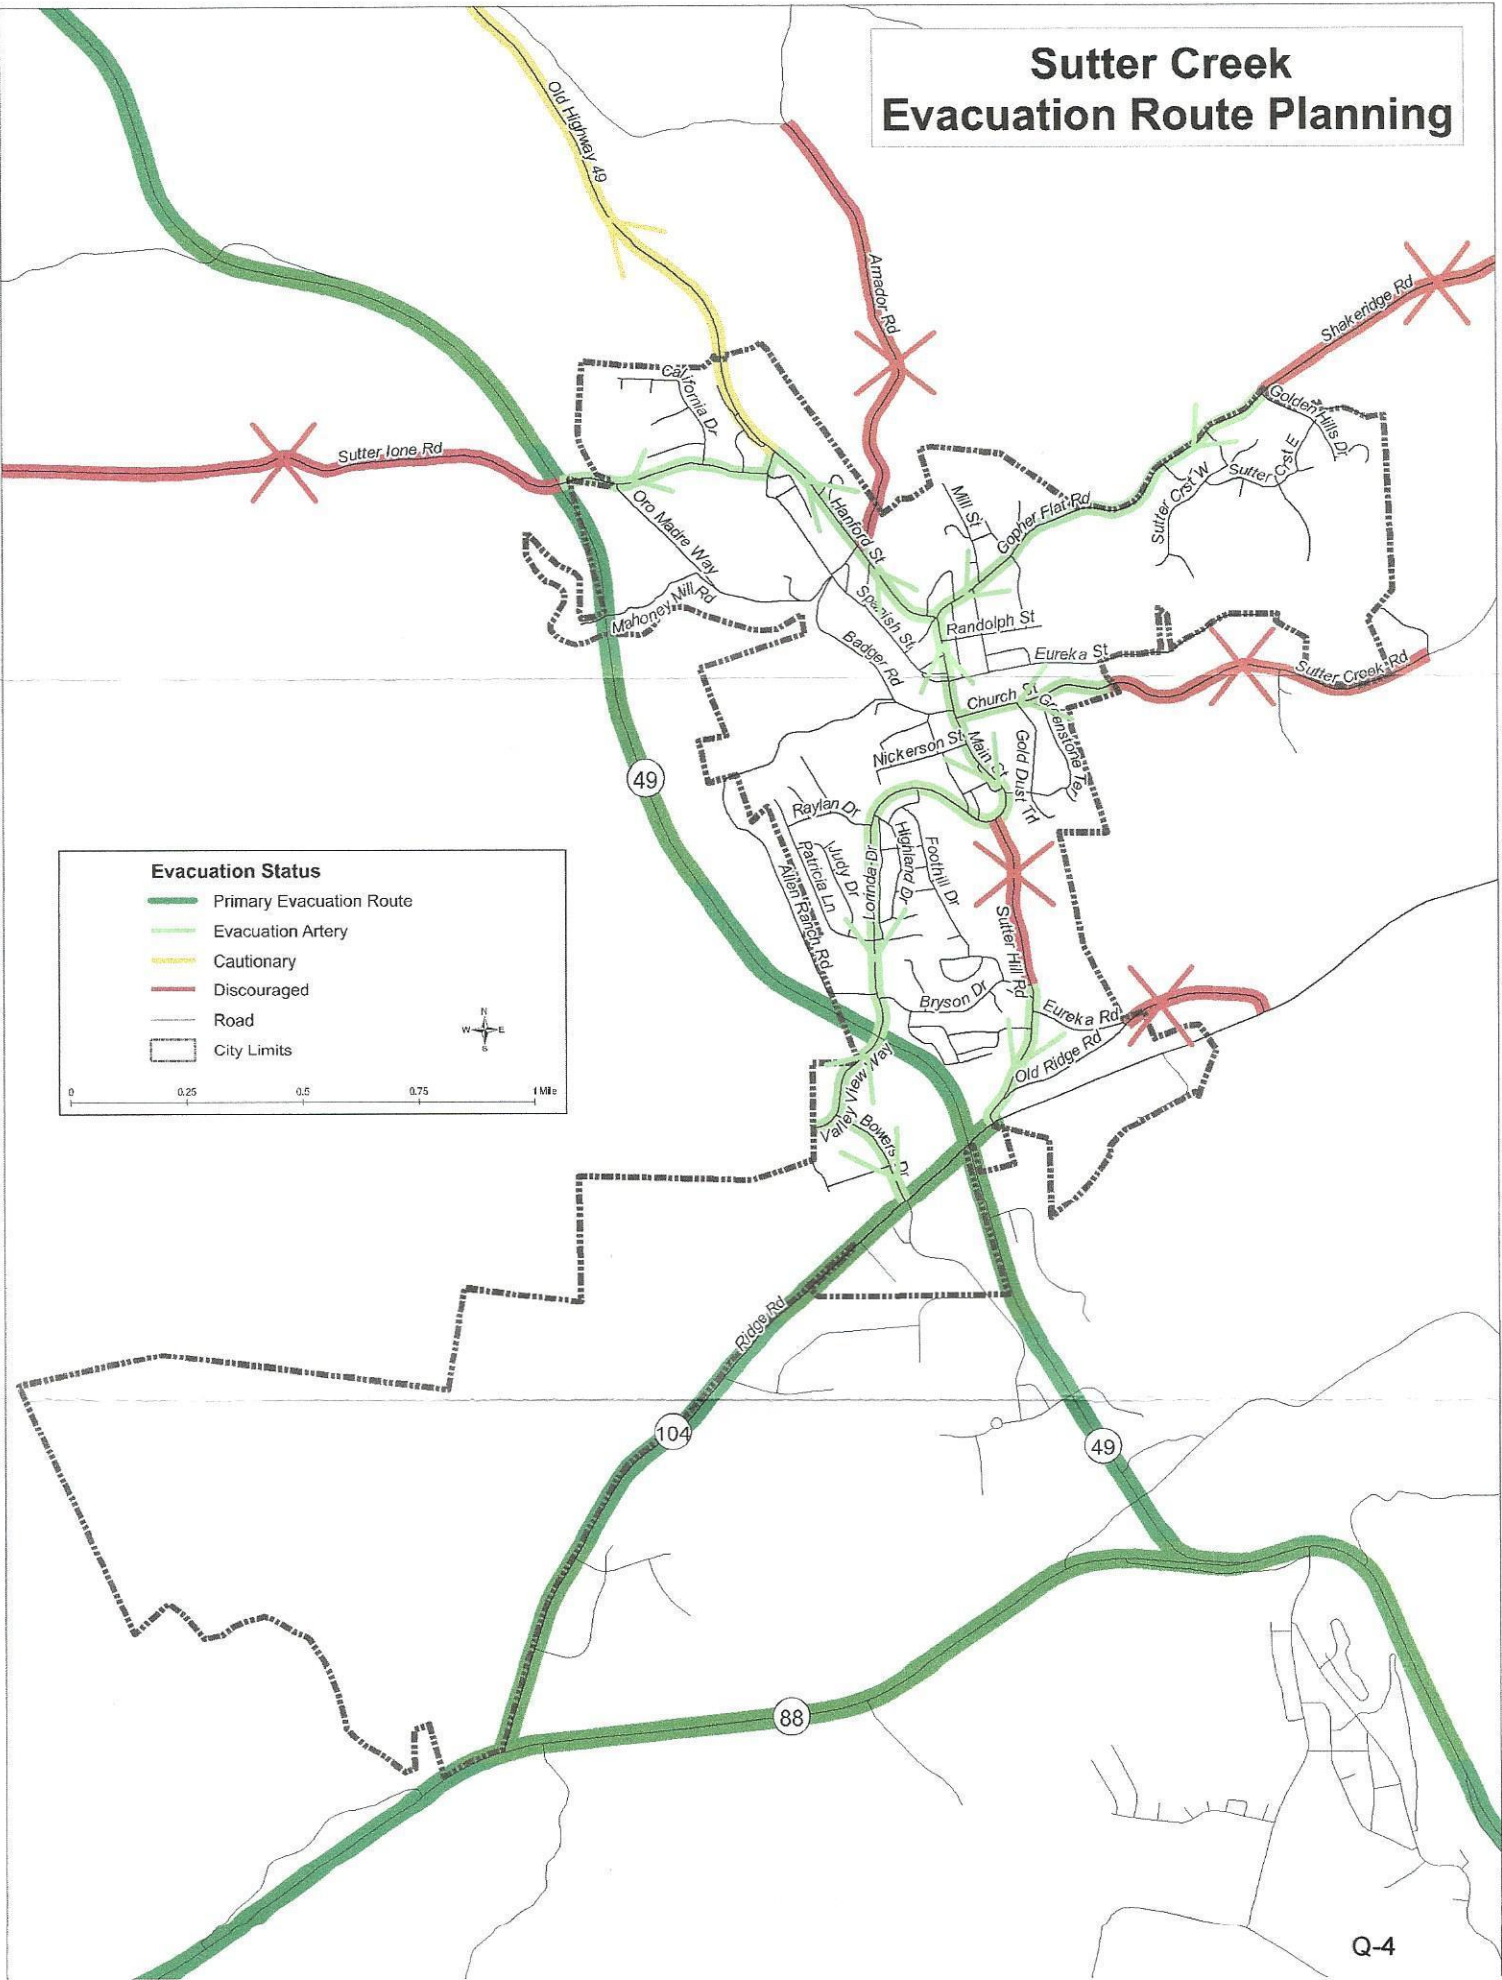 Sutter Creek
Evacuation Route Planning
Old Highway 49
Amador Rd
Shakeridge Rd
California Dr
Golden Hills Dr
Sutter Ione Rd
Sutter Crst W
Sutter Crst E
Oro Madre Way
Hanford St
Mill St
Gopher Flat Rd
Mahoney Mill Rd
Spanish St
Randolph St
Badger Rd
Eureka St
Sutter Creek Rd
Church St
Greenstone Ter
Nickerson St
Main St
Gold Dust Trl
49
Raylan Dr
Judy Dr
Patricia Ln
Allen Ranch Rd
Lorinda Dr
Highland Dr
Foothill Dr
Sutter Hill Rd
Bryson Dr
Eureka Rd
Old Ridge Rd
Valley View Way
Bowers Dr
Evacuation Status
Primary Evacuation Route
Evacuation Artery
Cautionary
Discouraged
Road
City Limits
N
W E
S
0 0.25 0.5 0.75 1 Mile
Ridge Rd
104
49
88
Q-4